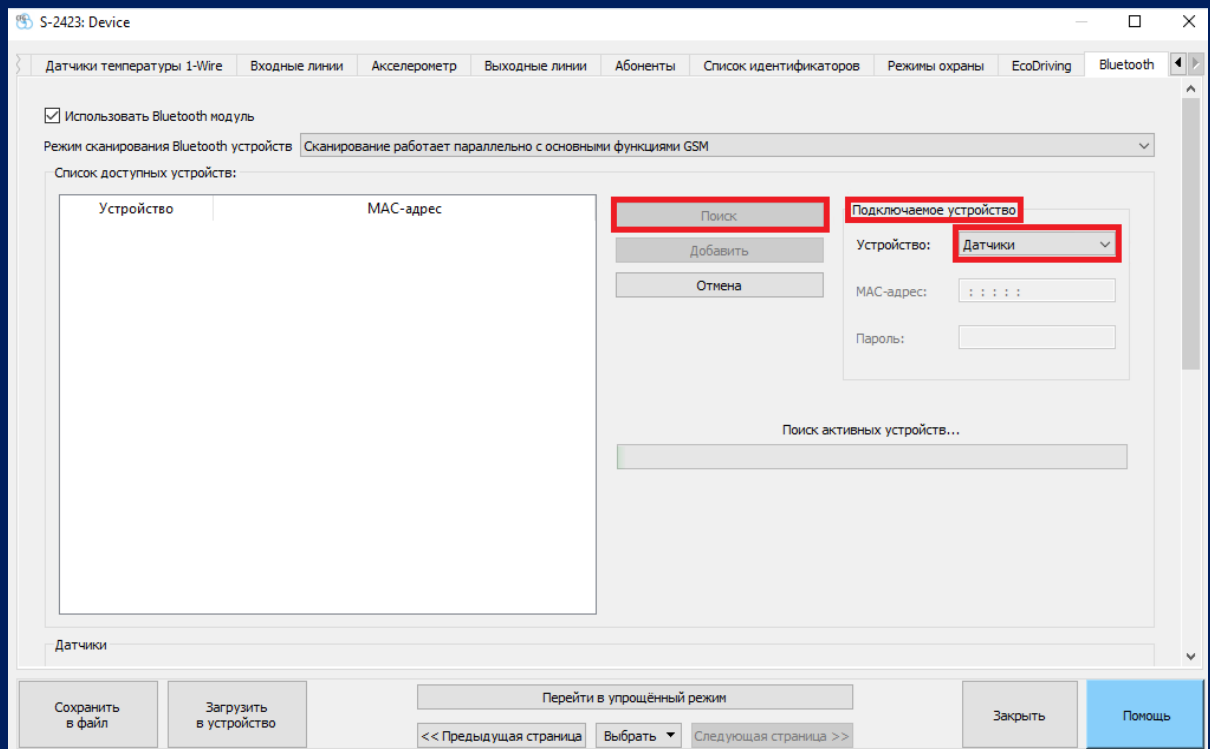 S-2423: Device
Датчики температуры 1-Wire Входные линии Акселерометр Выходные линии Абоненты Список идентификаторов Режимы охраны EcoDriving Bluetooth
Использовать Bluetooth модуль
Режим сканирования Bluetooth устройств Сканирование работает параллельно с основными функциями GSM
Список доступных устройств:
Устройство MAC-адрес
Поиск
Добавить
Отмена
Подключаемое устройство
Устройство: Датчики
MAC-адрес: : : : : :
Пароль:
Поиск активных устройств...
Датчики
Сохранить
в файл
Загрузить
в устройство
Перейти в упрощённый режим
<< Предыдущая страница Выбрать Следующая страница >>
Закрыть
Помощь